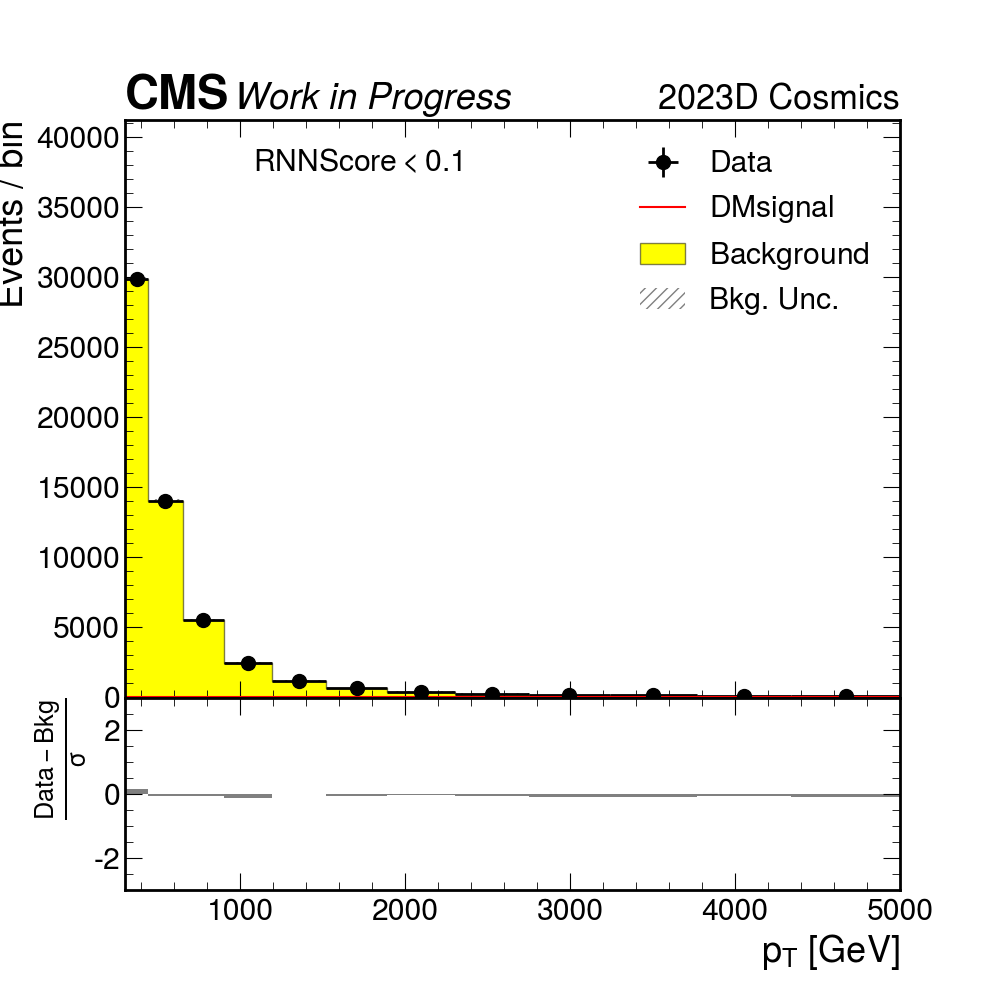 CMS Work in Progress 2023D Cosmics
Events / bin
40000
35000
30000
25000
20000
15000
10000
5000
0
RNNScore < 0.1
Data
DMsignal
Background
Bkg. Unc.
Data − Bkg
σ
2
0
-2
1000 2000 3000 4000 5000
pT [GeV]